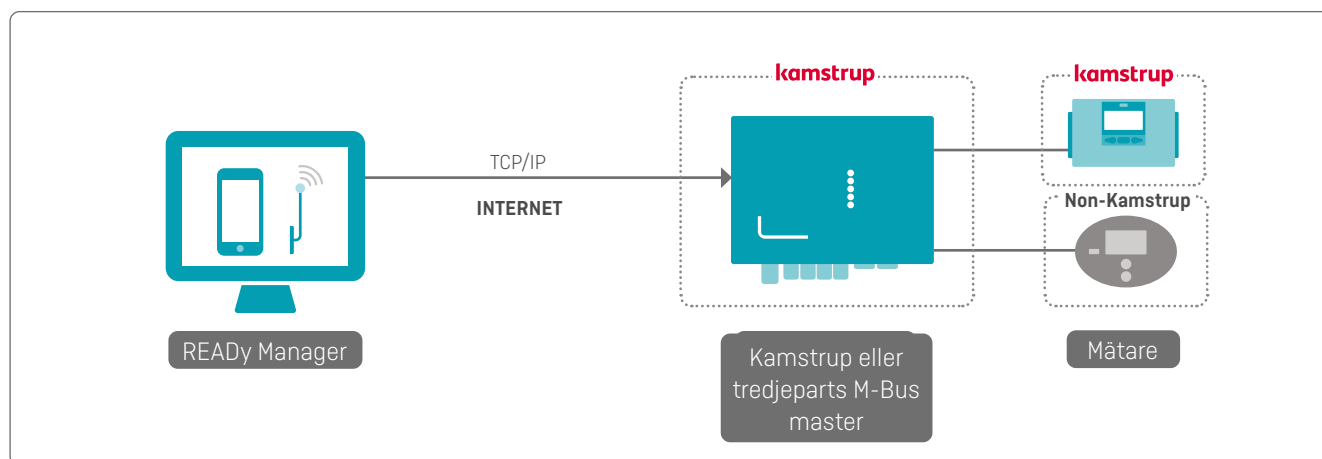 kamstrup
kamstrup
TCP/IP
INTERNET
Non-Kamstrup
READy Manager
Kamstrup eller
tredjeparts M-Bus
master
Mätare